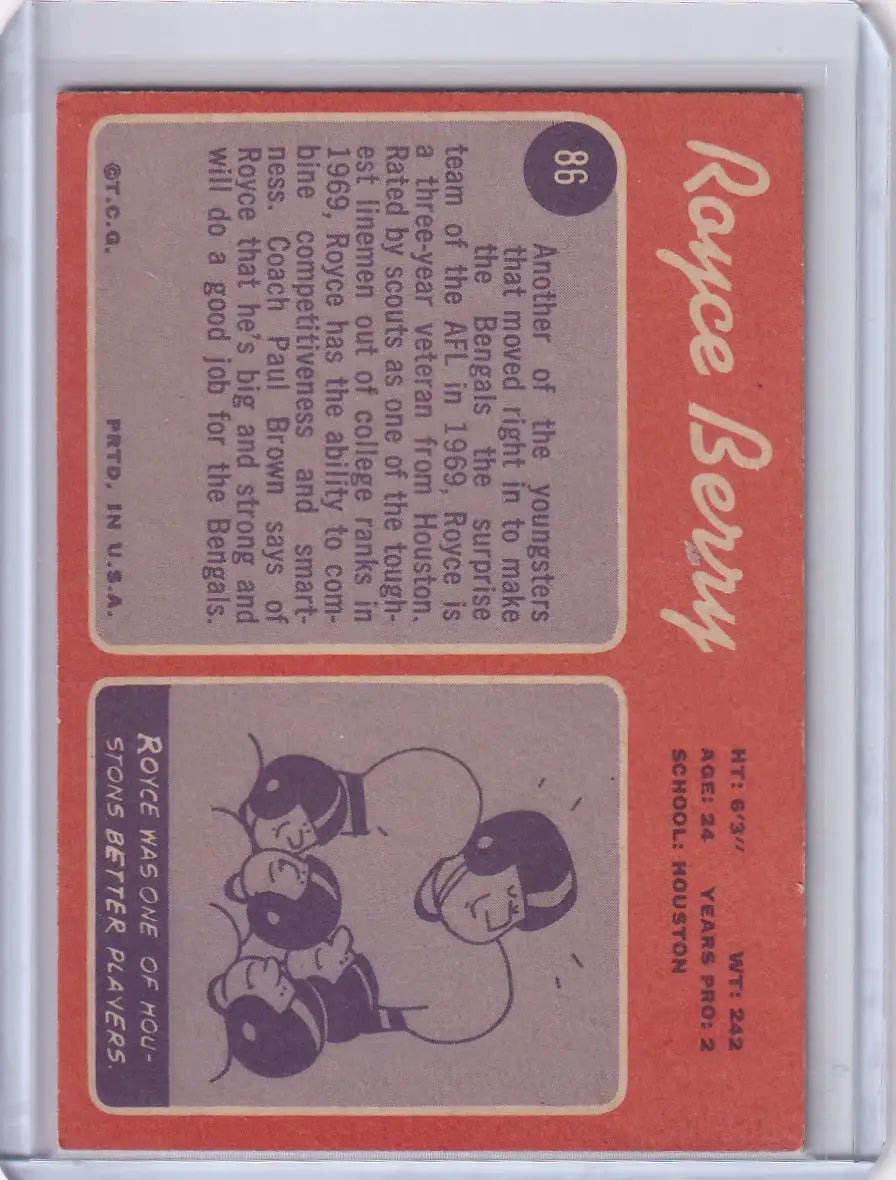 Royce Berry
HT: 6'3" WT: 242
AGE: 24 YEARS PRO: 2
SCHOOL: HOUSTON
86
Another of the youngsters
that moved right in to make
the Bengals the surprise
team of the AFL in 1969, Royce is
a three-year veteran from Houston.
Rated by scouts as one of the tough-
est linemen out of college ranks in
1969, Royce has the ability to com-
bine competitiveness and smart-
ness. Coach Paul Brown says of
Royce that he's big and strong and
will do a good job for the Bengals.
©T.C.G. PRTD. IN U.S.A.
ROYCE WAS ONE OF HOU-
STONS BETTER PLAYERS.